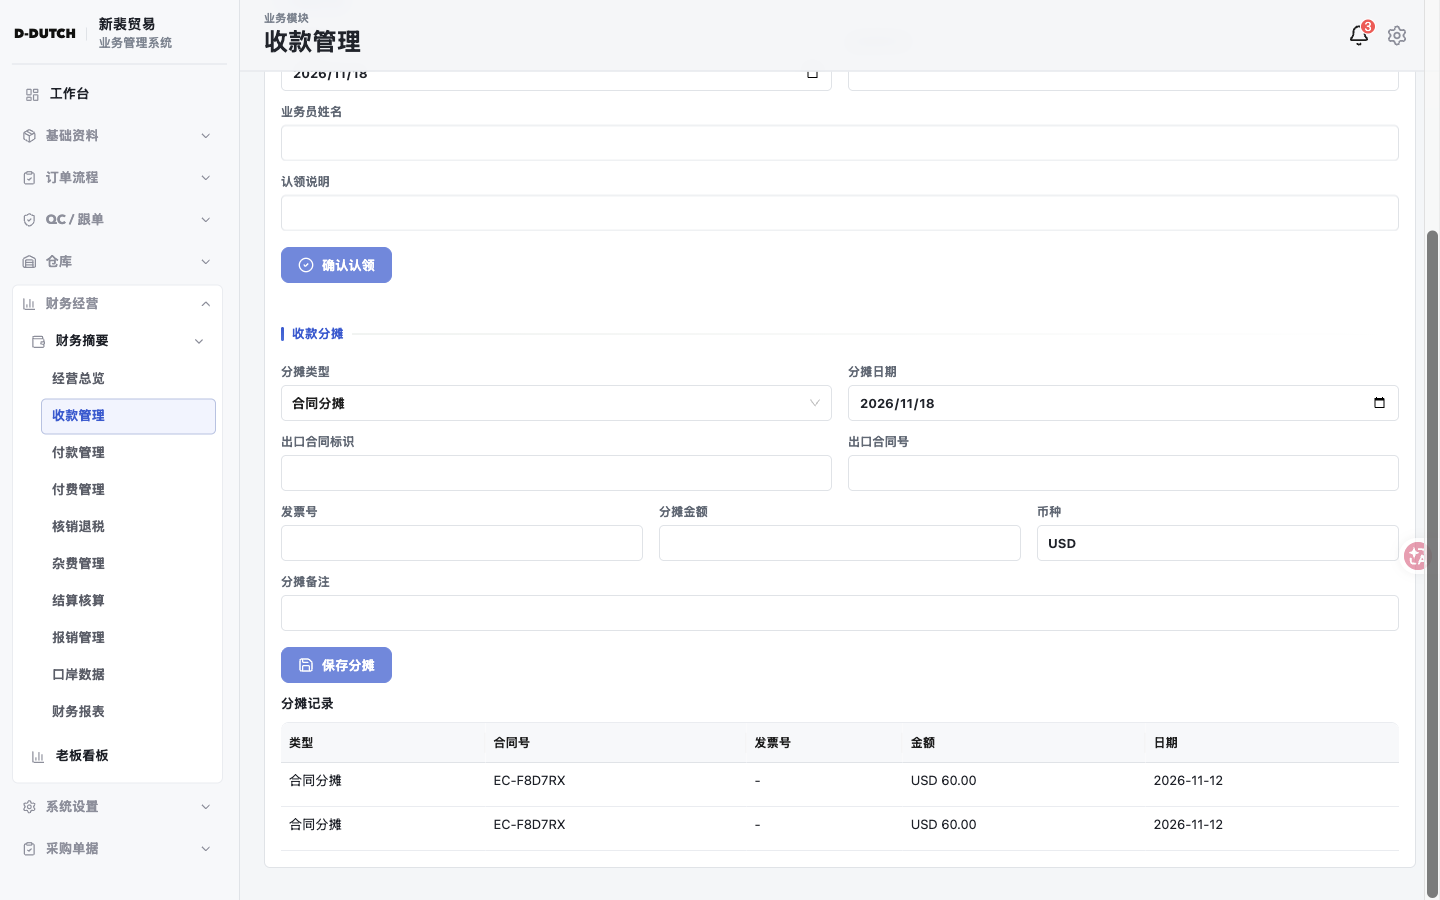 D-DUTCH
新裴贸易
业务管理系统
工作台
基础资料
订单流程
QC / 跟单
仓库
财务经营
财务摘要
经营总览
收款管理
付款管理
付费管理
核销退税
杂费管理
结算核算
报销管理
口岸数据
财务报表
老板看板
系统设置
采购单据
业务模块
收款管理
3
2026/11/18
业务员姓名
认领说明
确认认领
收款分摊
分摊类型
分摊日期
合同分摊
2026/11/18
出口合同标识
出口合同号
发票号
分摊金额
币种
USD
分摊备注
保存分摊
分摊记录
类型 合同号 发票号 金额 日期
合同分摊 EC-F8D7RX - USD 60.00 2026-11-12
合同分摊 EC-F8D7RX - USD 60.00 2026-11-12